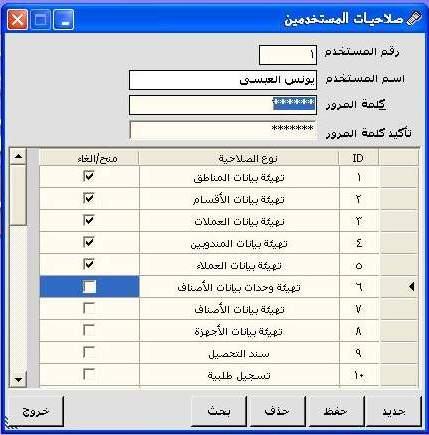 صلاحيات المستخدمين
رقم المستخدم ١
اسم المستخدم يونس العبسي
كلمة المرور ******
تأكيد كلمة المرور *******
ID نوع الصلاحية منح/الغاء
١ تهيئة بيانات المناطق
٢ تهيئة بيانات الأقسام
٣ تهيئة بيانات العملات
٤ تهيئة بيانات المندوبين
٥ تهيئة بيانات العملاء
٦ تهيئة وحدات بيانات الأصناف
٧ تهيئة بيانات الأصناف
٨ تهيئة بيانات الأجهزة
٩ سند التحصيل
١٠ تسجيل طلبية
جديد حفظ حذف بحث خروج